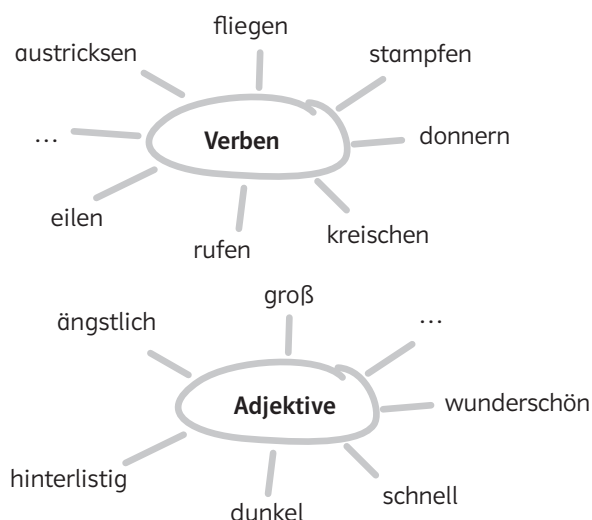 fliegen
austricksen
stampfen
...
Verben
donnern
eilen
rufen
kreischen
groß
ängstlich
...
Adjektive
wunderschön
hinterlistig
dunkel
schnell